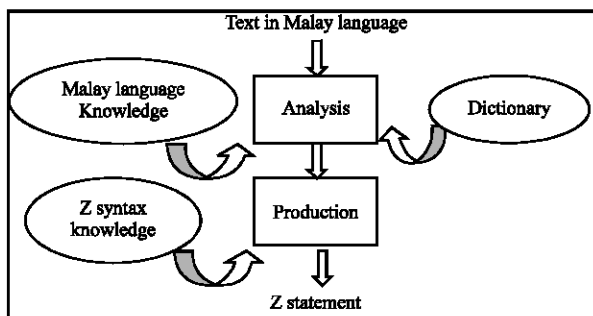 Text in Malay language
Malay language
Knowledge
Analysis
Dictionary
Z syntax
knowledge
Production
Z statement